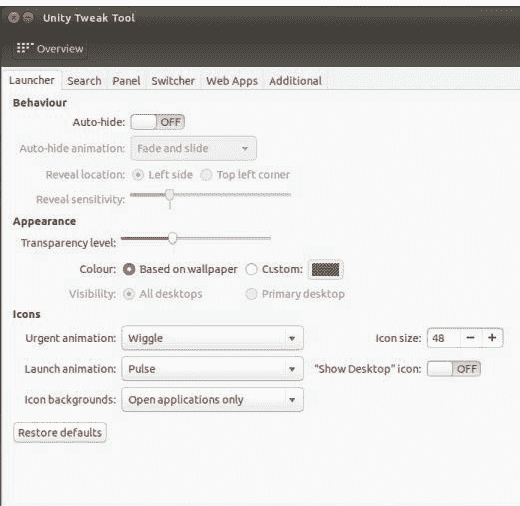 Unity Tweak Tool
Overview
Launcher Search Panel Switcher Web Apps Additional
Behaviour
Auto-hide: OFF
Auto-hide animation: Fade and slide
Reveal location: Left side Top left corner
Reveal sensitivity:
Appearance
Transparency level:
Colour: Based on wallpaper Custom:
Visibility: All desktops Primary desktop
Icons
Urgent animation: Wiggle Icon size: 48 − +
Launch animation: Pulse "Show Desktop" icon: OFF
Icon backgrounds: Open applications only
Restore defaults